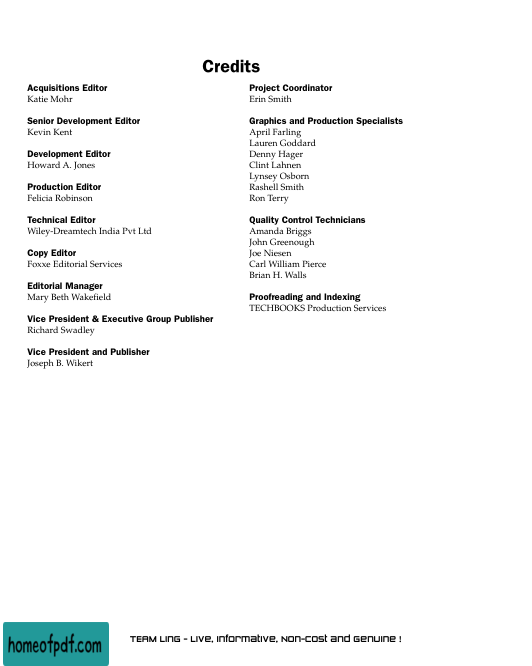 Credits
Acquisitions Editor
Katie Mohr
Senior Development Editor
Kevin Kent
Development Editor
Howard A. Jones
Production Editor
Felicia Robinson
Technical Editor
Wiley-Dreamtech India Pvt Ltd
Copy Editor
Foxxe Editorial Services
Editorial Manager
Mary Beth Wakefield
Vice President & Executive Group Publisher
Richard Swadley
Vice President and Publisher
Joseph B. Wikert
Project Coordinator
Erin Smith
Graphics and Production Specialists
April Farling
Lauren Goddard
Denny Hager
Clint Lahnen
Lynsey Osborn
Rashell Smith
Ron Terry
Quality Control Technicians
Amanda Briggs
John Greenough
Joe Niesen
Carl William Pierce
Brian H. Walls
Proofreading and Indexing
TECHBOOKS Production Services
homeofpdf.com
TEAM LING - Live, Informative, Non-cost and Genuine !